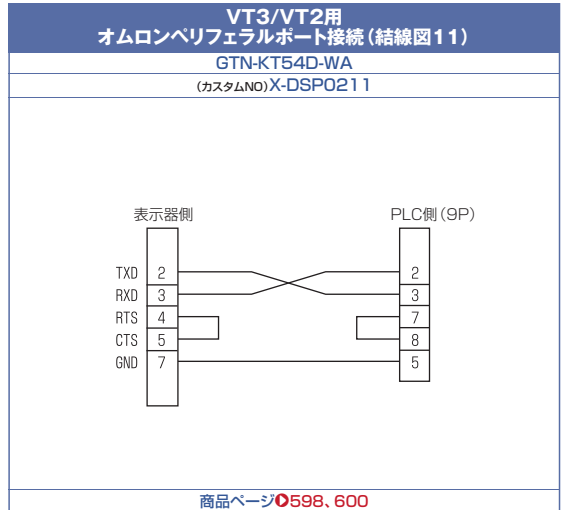 VT3/VT2用
オムロンペリフェラルポート接続（結線図11）
GTN-KT54D-WA
（カスタムNO）X-DSP0211
表示器側 PLC側（9P）
TXD 2 2
RXD 3 3
RTS 4 7
CTS 5 8
GND 7 5
商品ページ598、600